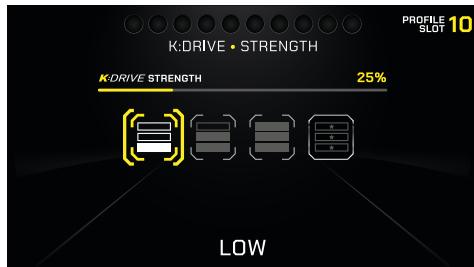 PROFILE
SLOT 10
K:DRIVE • STRENGTH
K:DRIVE STRENGTH 25%
LOW